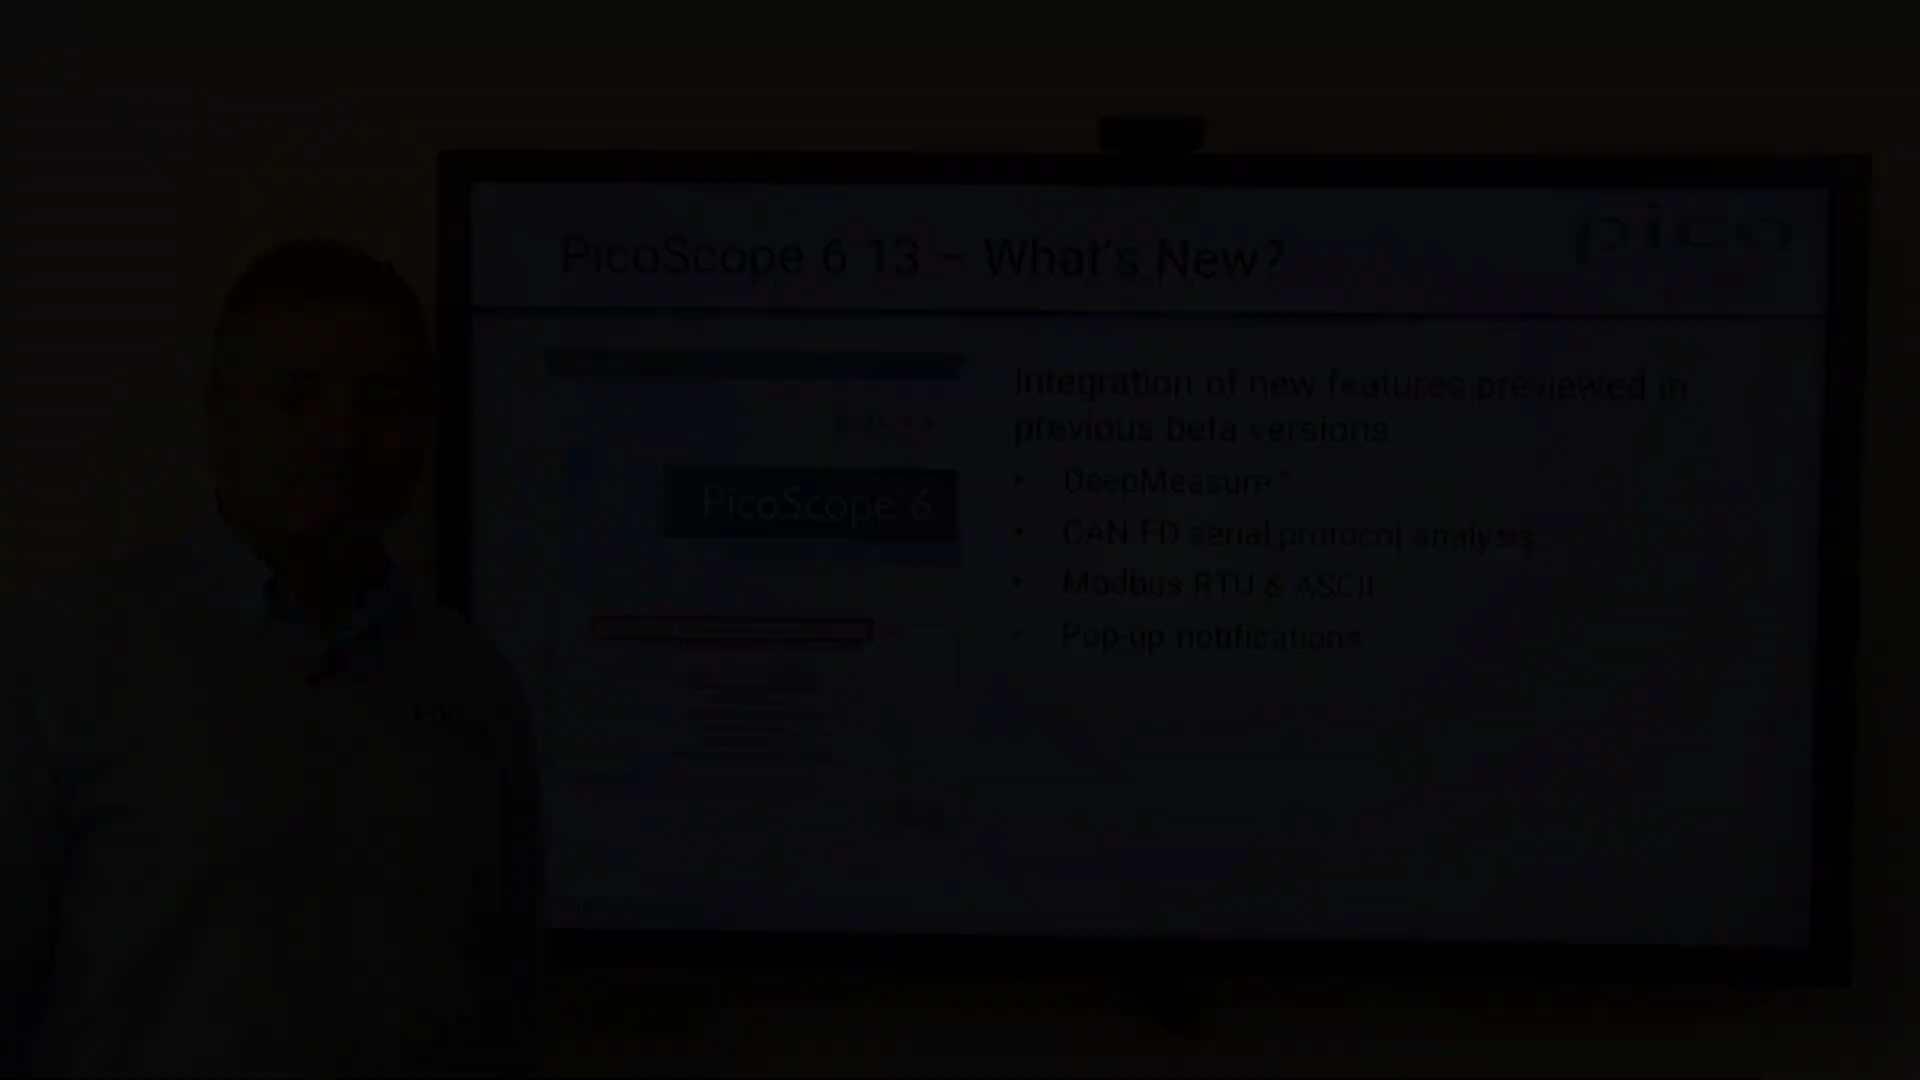 pico
PicoScope 6 13 – What's New?
Integration of new features previewed in
previous beta versions
PicoScope 6
• DeepMeasure™
• CAN FD serial protocol analysis
• Modbus RTU & ASCII
• Pop-up notifications